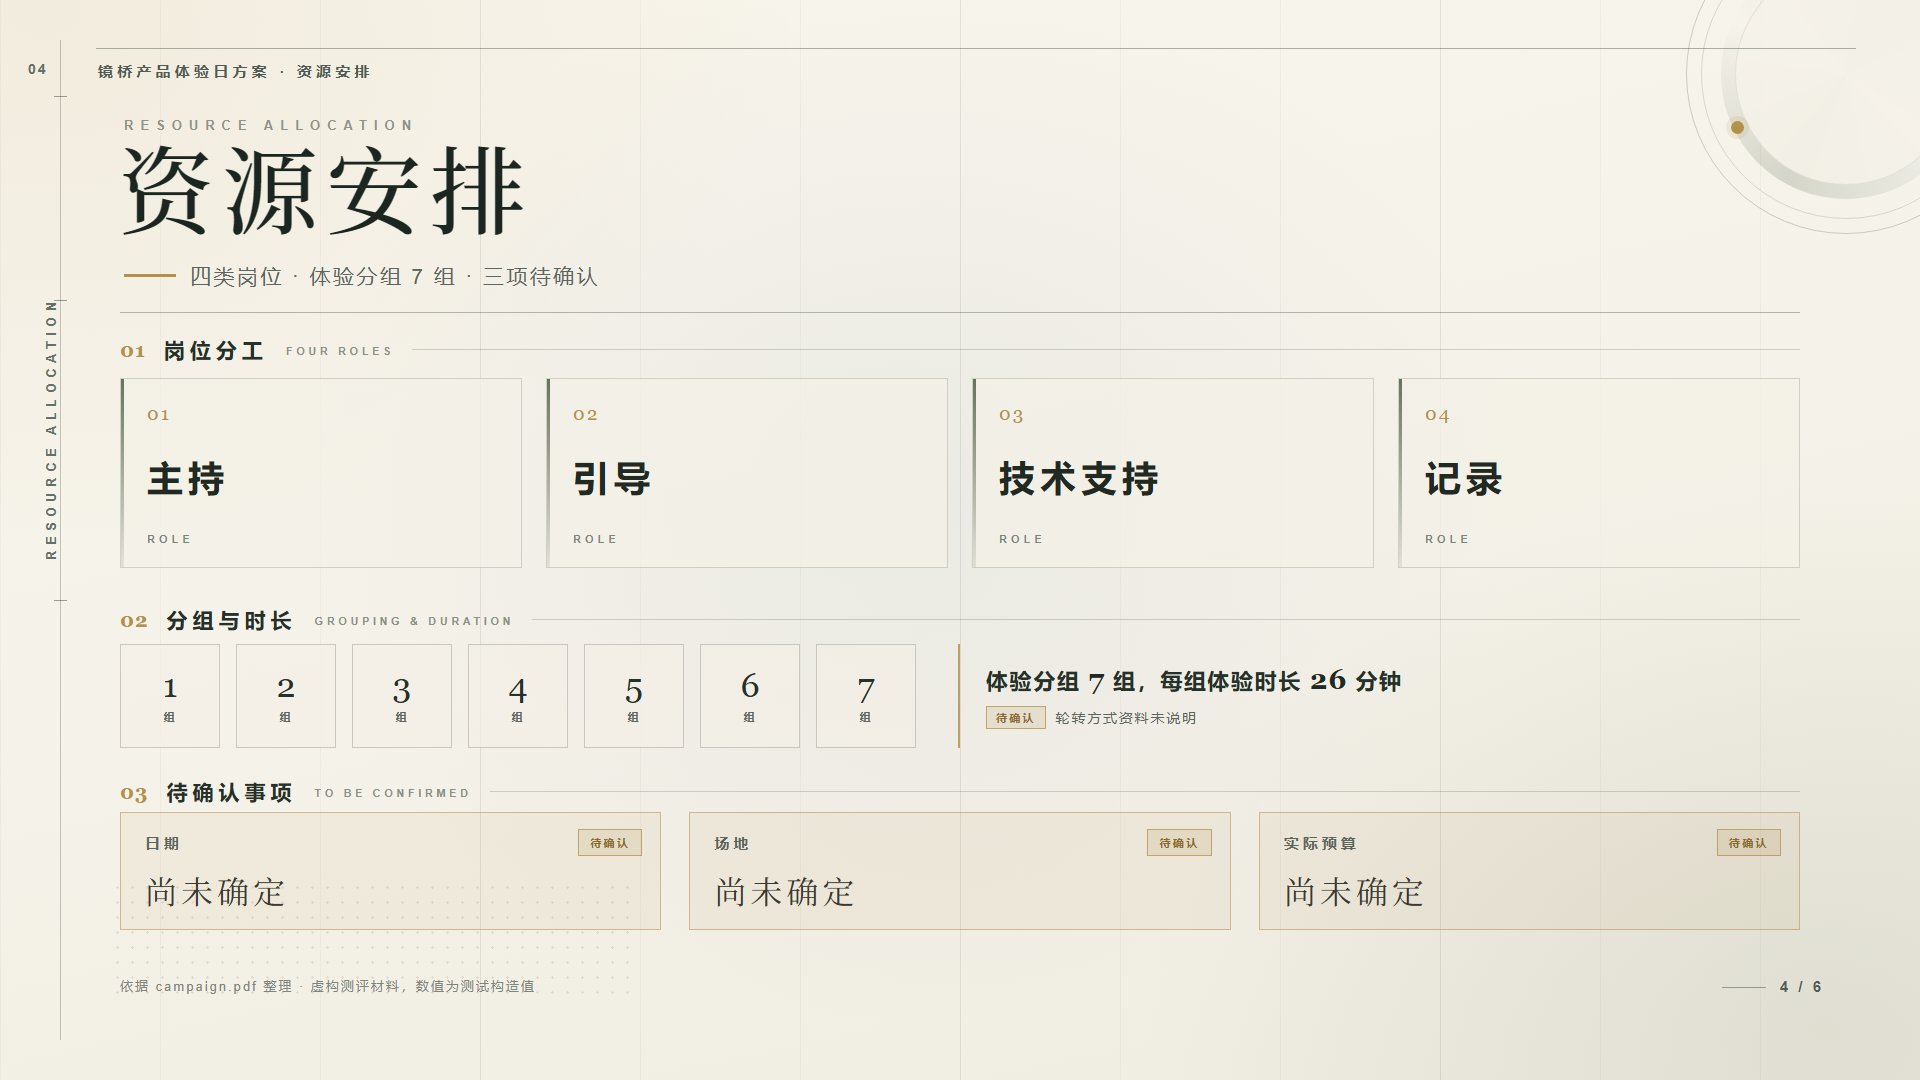 04
镜桥产品体验日方案 · 资源安排
RESOURCE ALLOCATION
资源安排
四类岗位 · 体验分组 7 组 · 三项待确认
RESOURCE ALLOCATION
01 岗位分工 FOUR ROLES
01
主持
ROLE
02
引导
ROLE
03
技术支持
ROLE
04
记录
ROLE
02 分组与时长 GROUPING & DURATION
1
组
2
组
3
组
4
组
5
组
6
组
7
组
体验分组 7 组，每组体验时长 26 分钟
待确认 轮转方式资料未说明
03 待确认事项 TO BE CONFIRMED
日期 待确认
尚未确定
场地 待确认
尚未确定
实际预算 待确认
尚未确定
依据 campaign.pdf 整理 · 虚构测评材料，数值为测试构造值
4 / 6